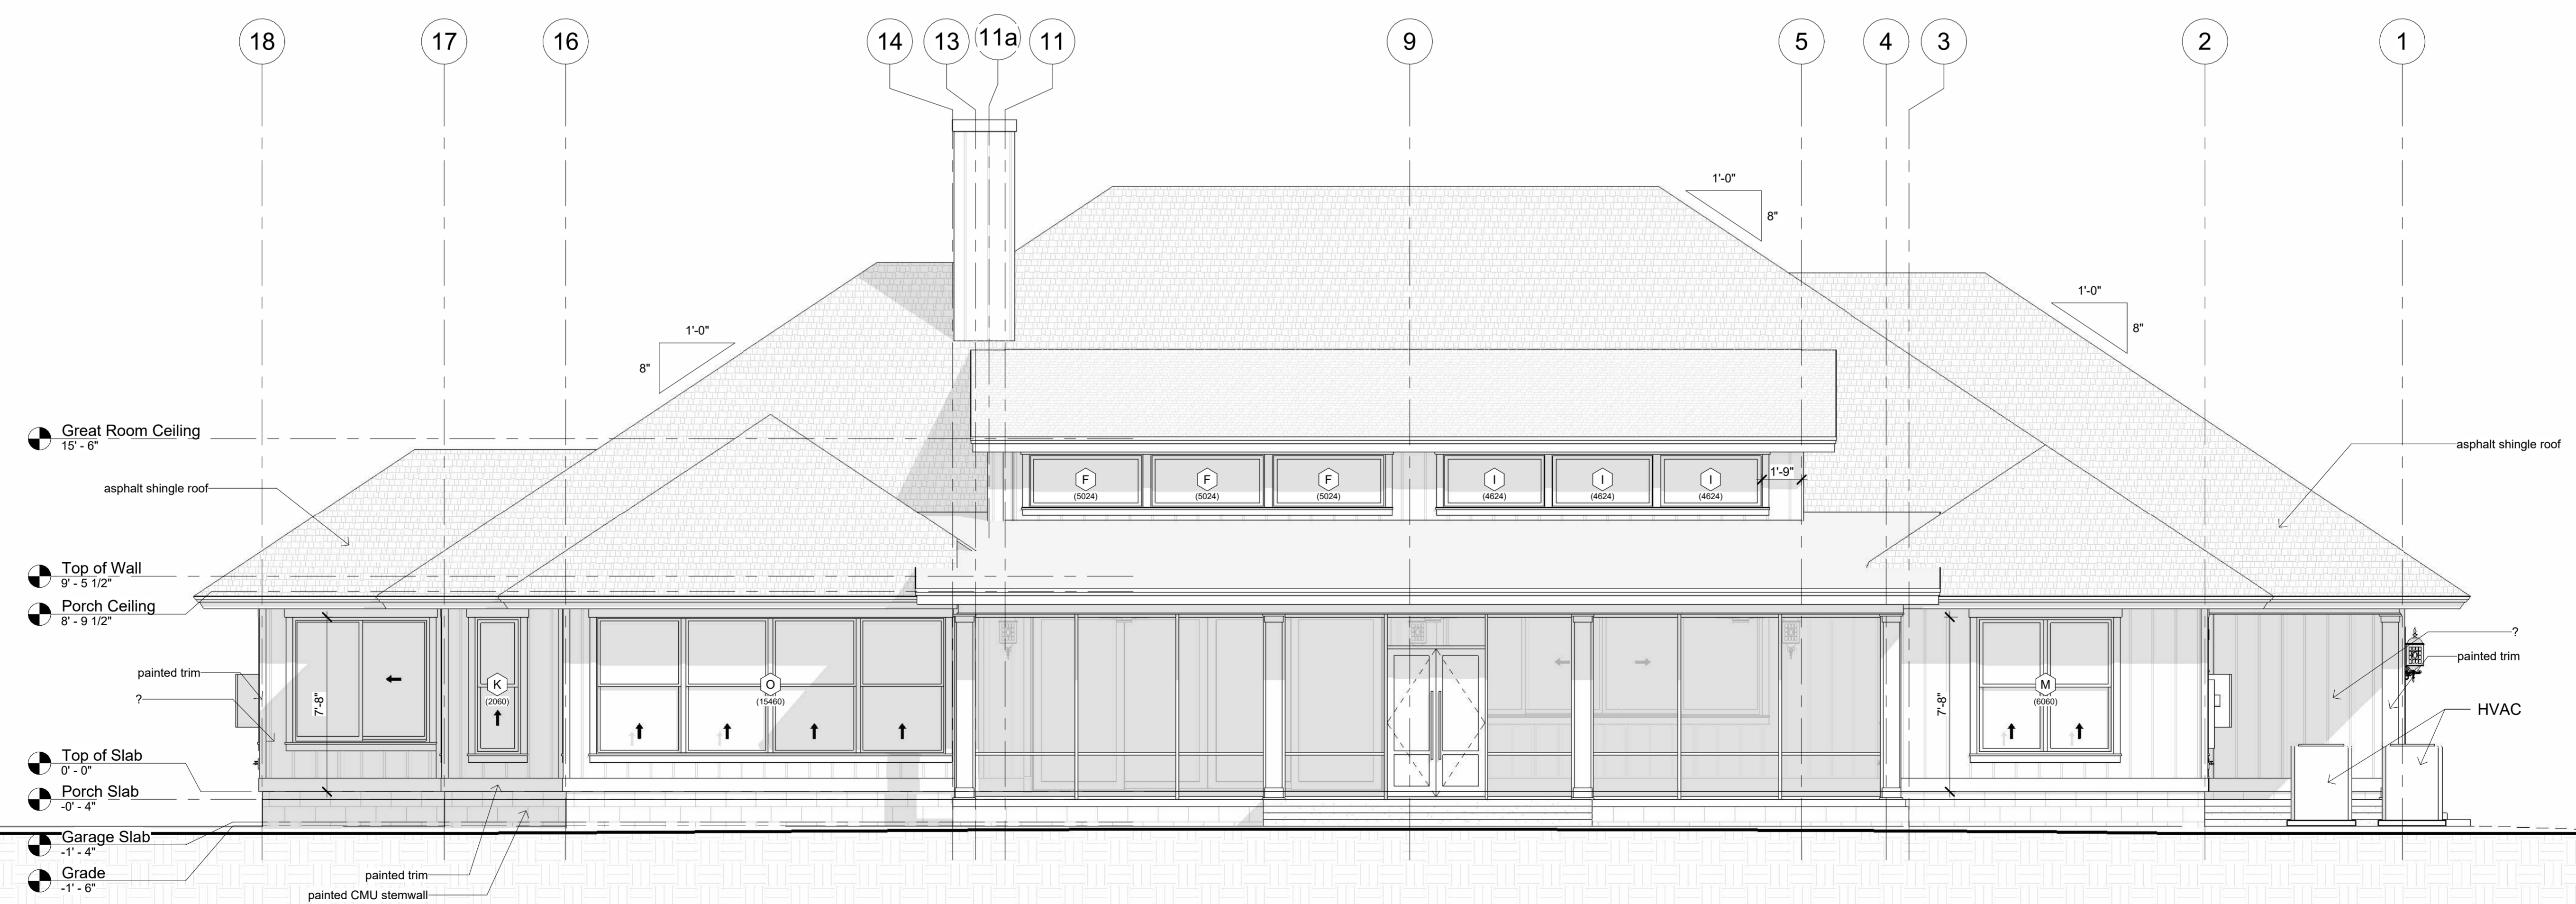 18
17
16
14
13
11a
11
9
5
4
3
2
1
1'-0"
8"
1'-0"
8"
1'-0"
8"
Great Room Ceiling
15' - 6"
asphalt shingle roof
asphalt shingle roof
F
(5024)
F
(5024)
F
(5024)
I
(4624)
I
(4624)
I
(4624)
1'-9"
Top of Wall
9' - 5 1/2"
Porch Ceiling
8' - 9 1/2"
?
painted trim
painted trim
?
7'-8"
K
(2060)
O
(15460)
7'-8"
M
(6060)
HVAC
Top of Slab
0' - 0"
Porch Slab
-0' - 4"
Garage Slab
-1' - 4"
Grade
-1' - 6"
painted trim
painted CMU stemwall